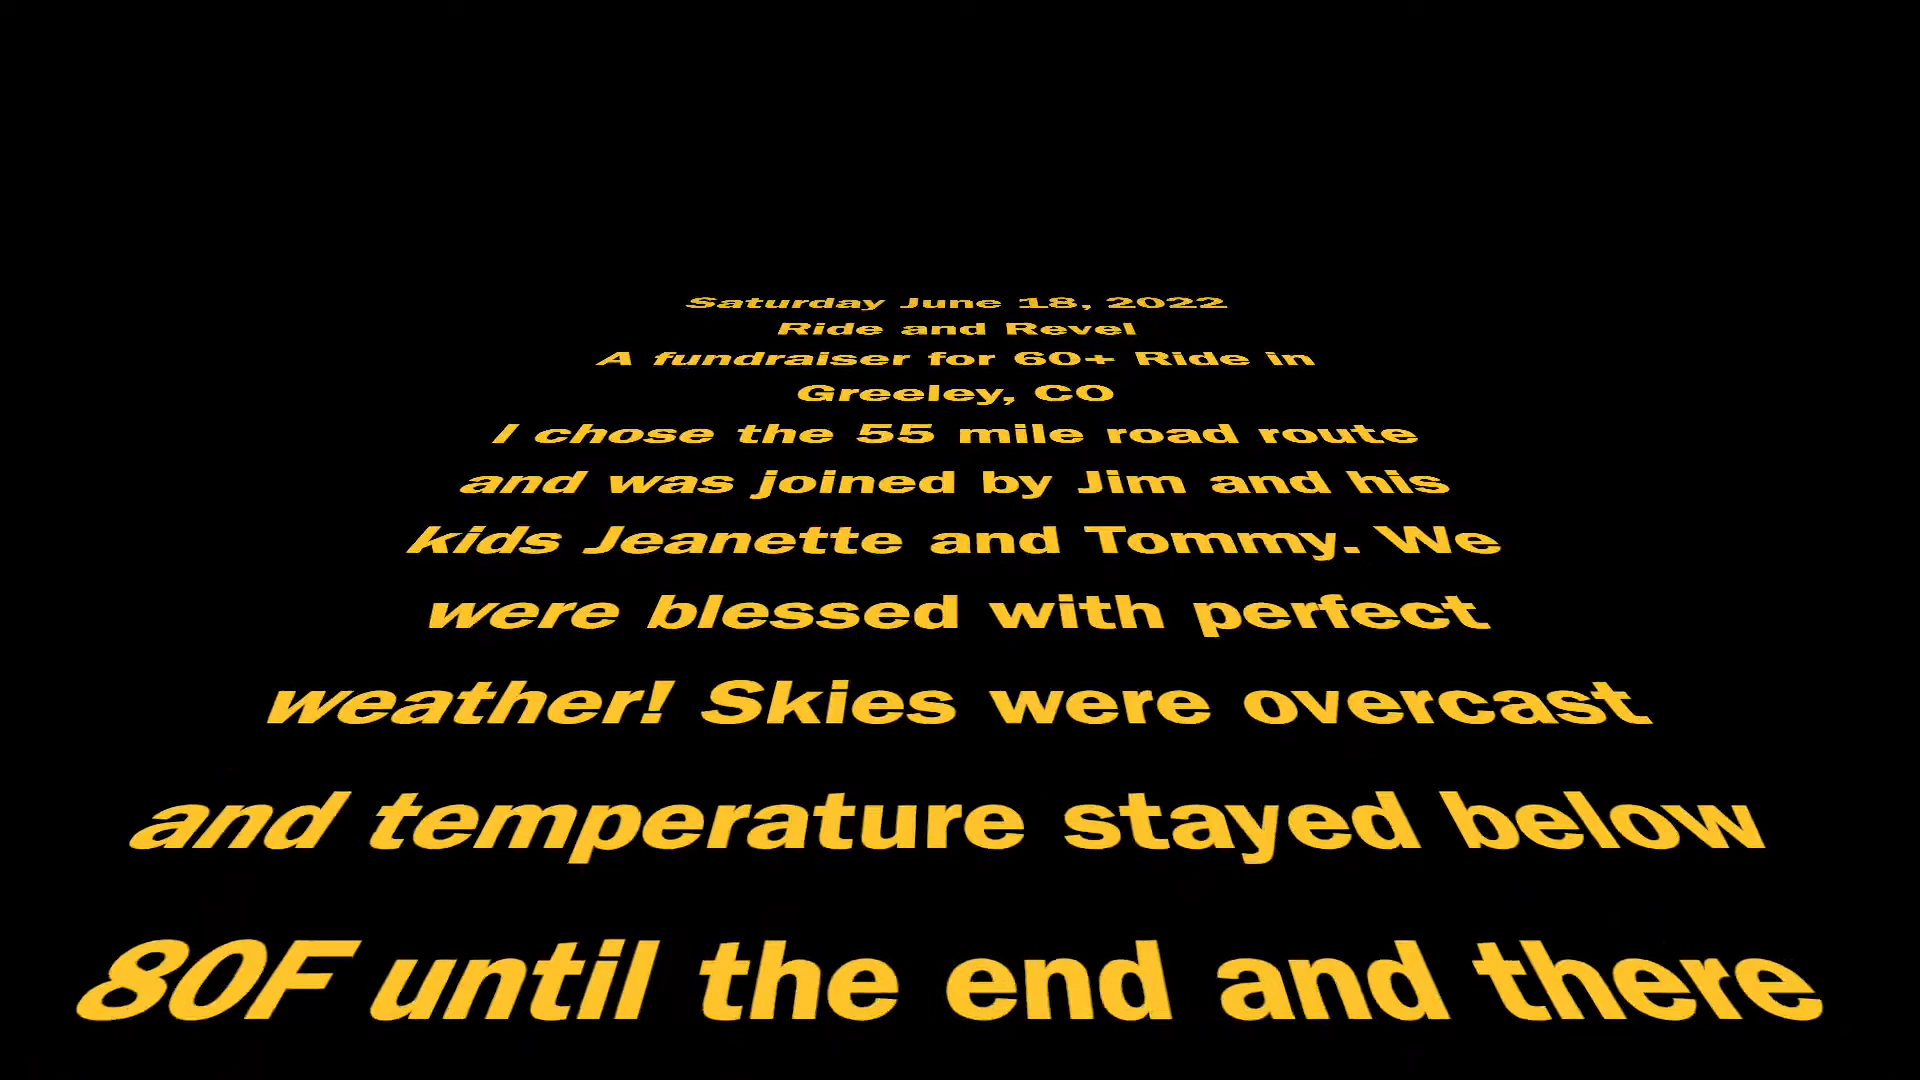 Saturday June 18, 2022
Ride and Revel
A fundraiser for 60+ Ride in
Greeley, CO
I chose the 55 mile road route
and was joined by Jim and his
kids Jeanette and Tommy. We
were blessed with perfect
weather! Skies were overcast
and temperature stayed below
80F until the end and there